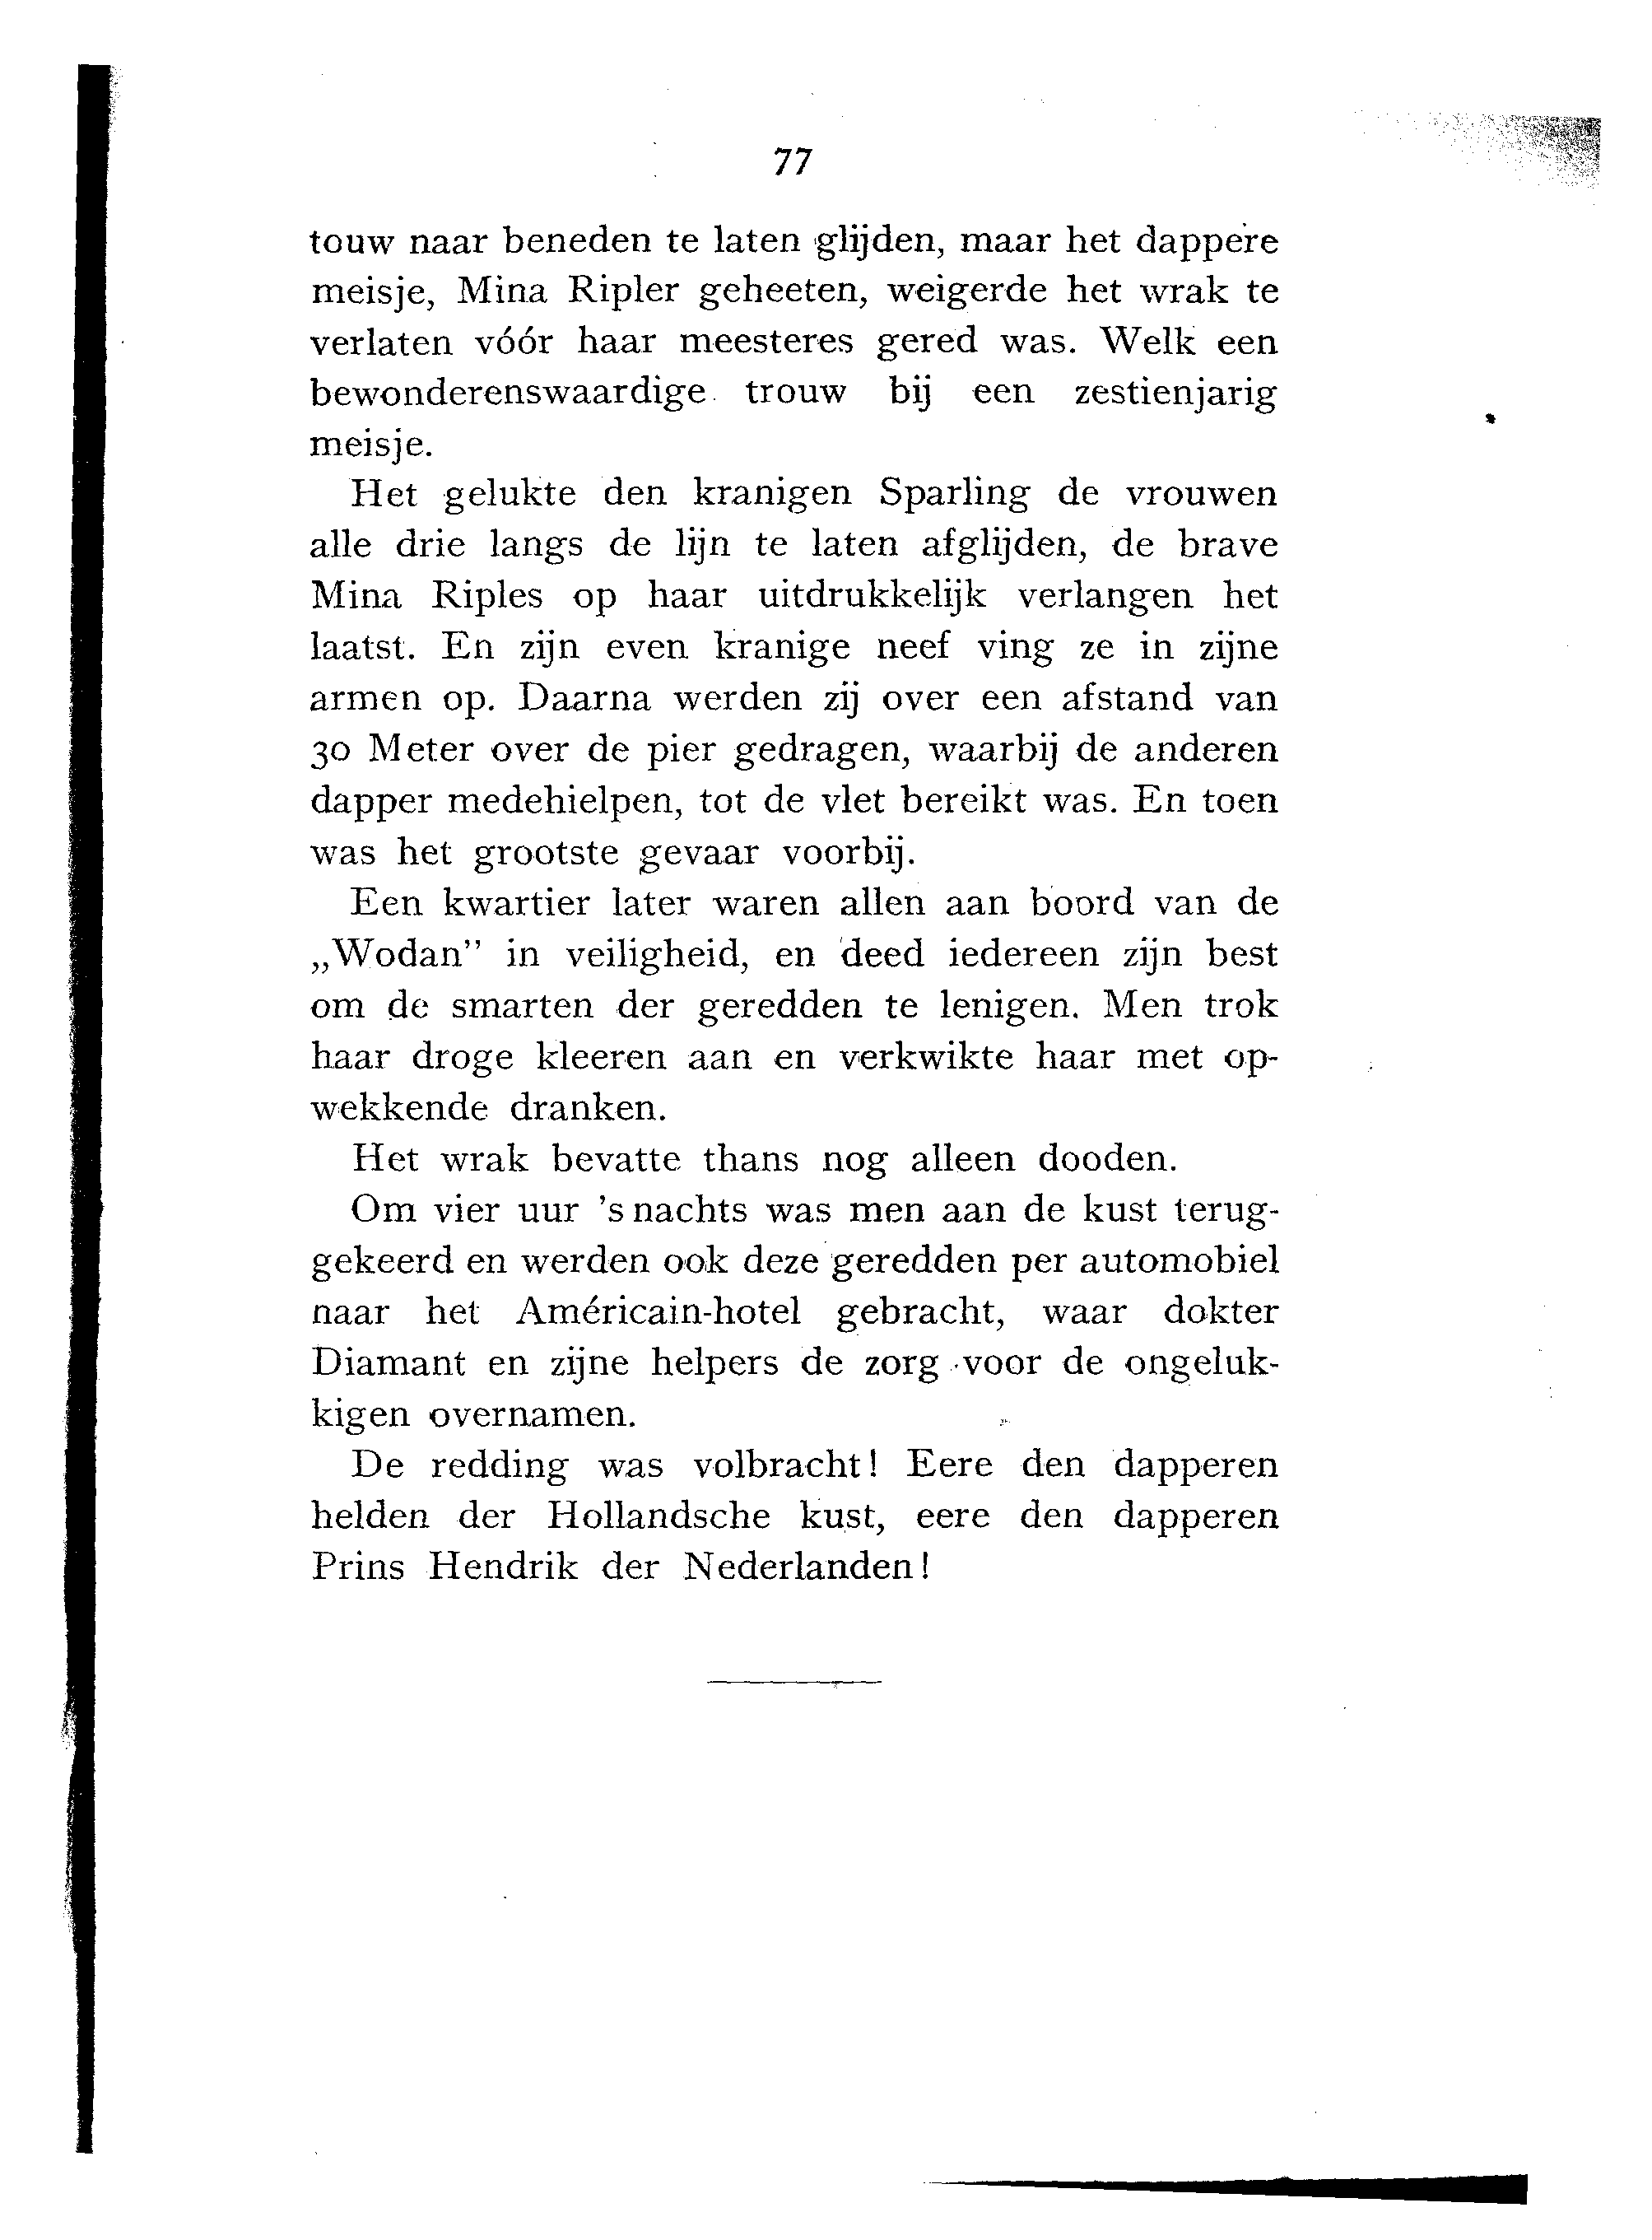 77
touw naar beneden te laten glijden, maar het dappere
meisje, Mina Ripler geheeten, weigerde het wrak te
verlaten vóór haar meesteres gered was. Welk een
bewonderenswaardige trouw bij een zestienjarig
meisje.
Het gelukte den kranigen Sparling de vrouwen
alle drie langs de lijn te laten afglijden, de brave
Mina Riples op haar uitdrukkelijk verlangen het
laatst. En zijn even kranige neef ving ze in zijne
armen op. Daarna werden zij over een afstand van
30 Meter over de pier gedragen, waarbij de anderen
dapper medehielpen, tot de vlet bereikt was. En toen
was het grootste gevaar voorbij.
Een kwartier later waren allen aan boord van de
„Wodan” in veiligheid, en deed iedereen zijn best
om de smarten der geredden te lenigen. Men trok
haar droge kleeren aan en verkwikte haar met op-
wekkende dranken.
Het wrak bevatte thans nog alleen dooden.
Om vier uur 's nachts was men aan de kust terug-
gekeerd en werden ook deze geredden per automobiel
naar het Américain-hotel gebracht, waar dokter
Diamant en zijne helpers de zorg voor de ongeluk-
kigen overnamen.
De redding was volbracht! Eere den dapperen
helden der Hollandsche kust, eere den dapperen
Prins Hendrik der Nederlanden!